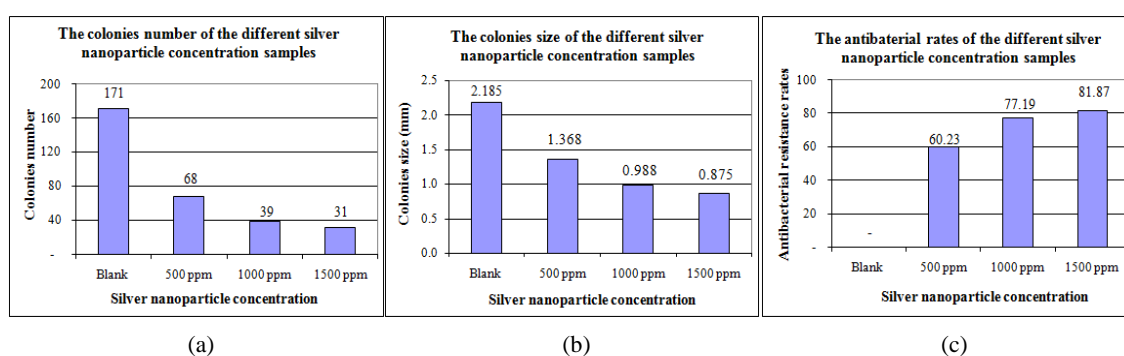 The colonies number of the different silver
nanoparticle concentration samples
200
160
120
80
40
-
171
68
39
31
Colonies number
Blank
500 ppm
1000 ppm
1500 ppm
Silver nanoparticle concentration
(a)
The colonies size of the different silver
nanoparticle concentration samples
2.5
2.0
1.5
1.0
0.5
0.0
2.185
1.368
0.988
0.875
Colonies size (mm)
Blank
500 ppm
1000 ppm
1500 ppm
Silver nanoparticle concentration
(b)
The antibaterial rates of the different silver
nanoparticle concentration samples
100
80
60
40
20
-
-
60.23
77.19
81.87
Antibacterial resistance rates
Blank
500 ppm
1000 ppm
1500 ppm
Silver nanoparticle concentration
(c)